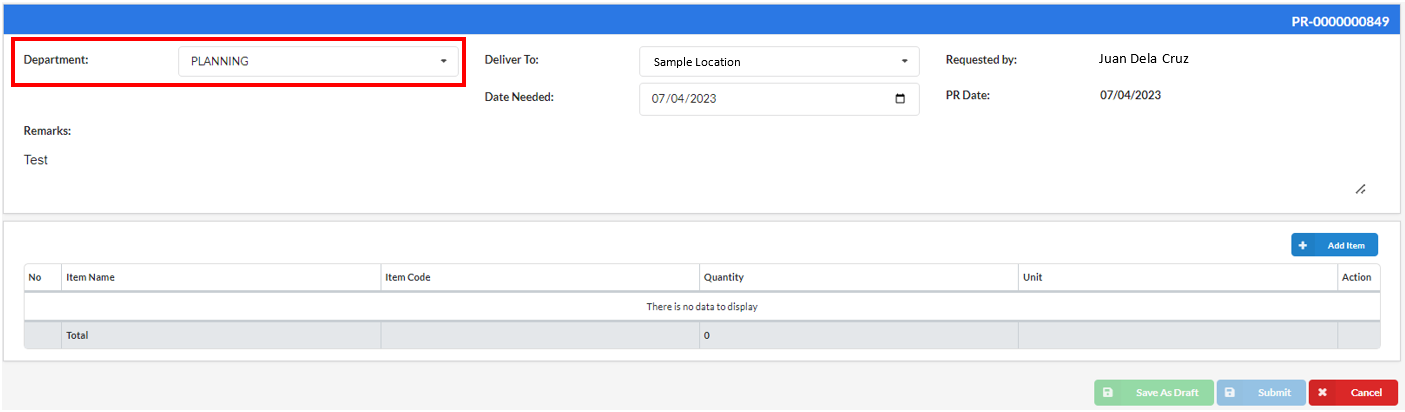 PR-0000000849
Department: PLANNING Deliver To: Sample Location Requested by: Juan Dela Cruz
Date Needed: 07/04/2023 PR Date: 07/04/2023
Remarks:
Test
Add Item
No Item Name Item Code Quantity Unit Action
There is no data to display
Total 0
Save As Draft Submit Cancel